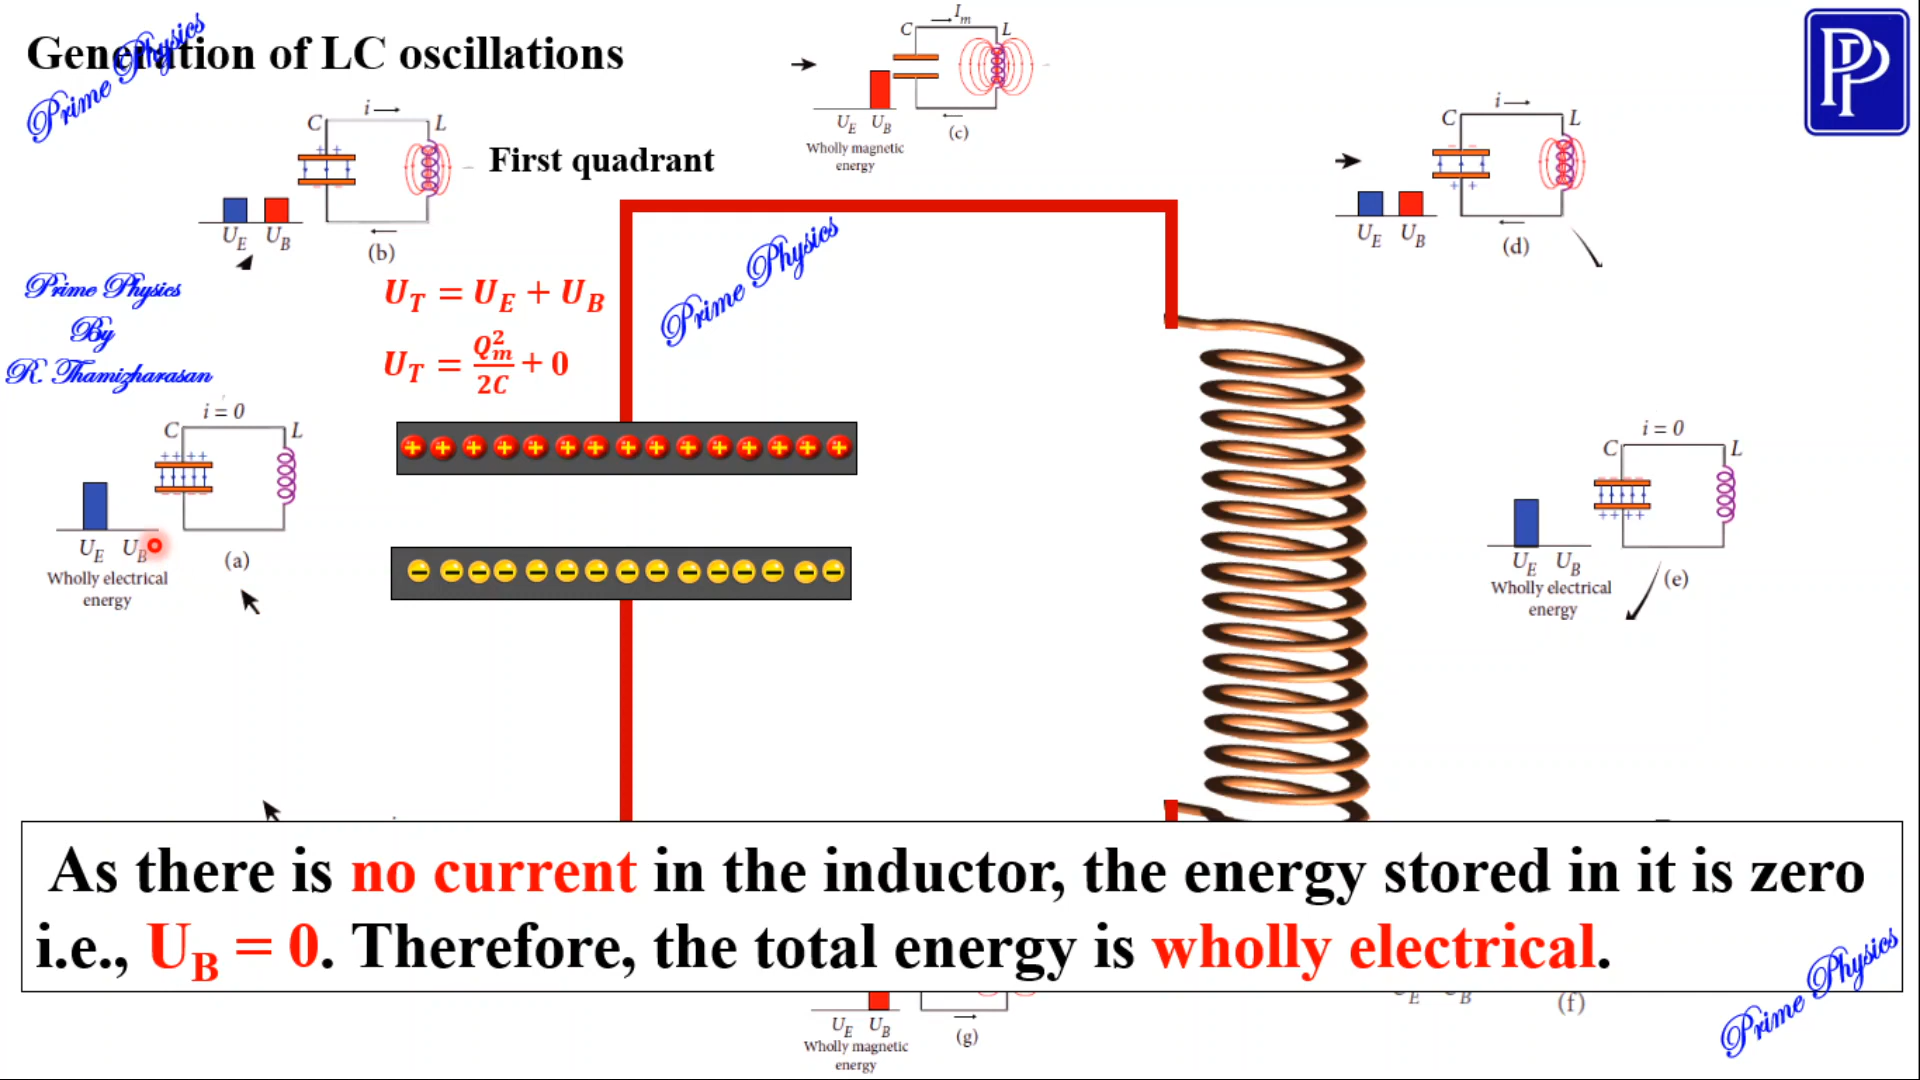 Generation of LC oscillations
Prime Physics
PP
First quadrant
i
C
L
U_E U_B
(b)
I_m
C
L
U_E U_B
(c)
Wholly magnetic
energy
i
C
L
U_E U_B
(d)
Prime Physics
By
R. Thamizharasan
U_T = U_E + U_B
U_T = Q_m^2/2C + 0
Prime Physics
i = 0
C
L
++++
U_E U_B
(a)
Wholly electrical
energy
i = 0
C
L
++++
U_E U_B
(e)
Wholly electrical
energy
+ + + + + + + + + + + + + + +
− − − − − − − − − − − − − − −
As there is no current in the inductor, the energy stored in it is zero
i.e., U_B = 0. Therefore, the total energy is wholly electrical.
U_E U_B
(g)
Wholly magnetic
energy
E B
(f)
Prime Physics